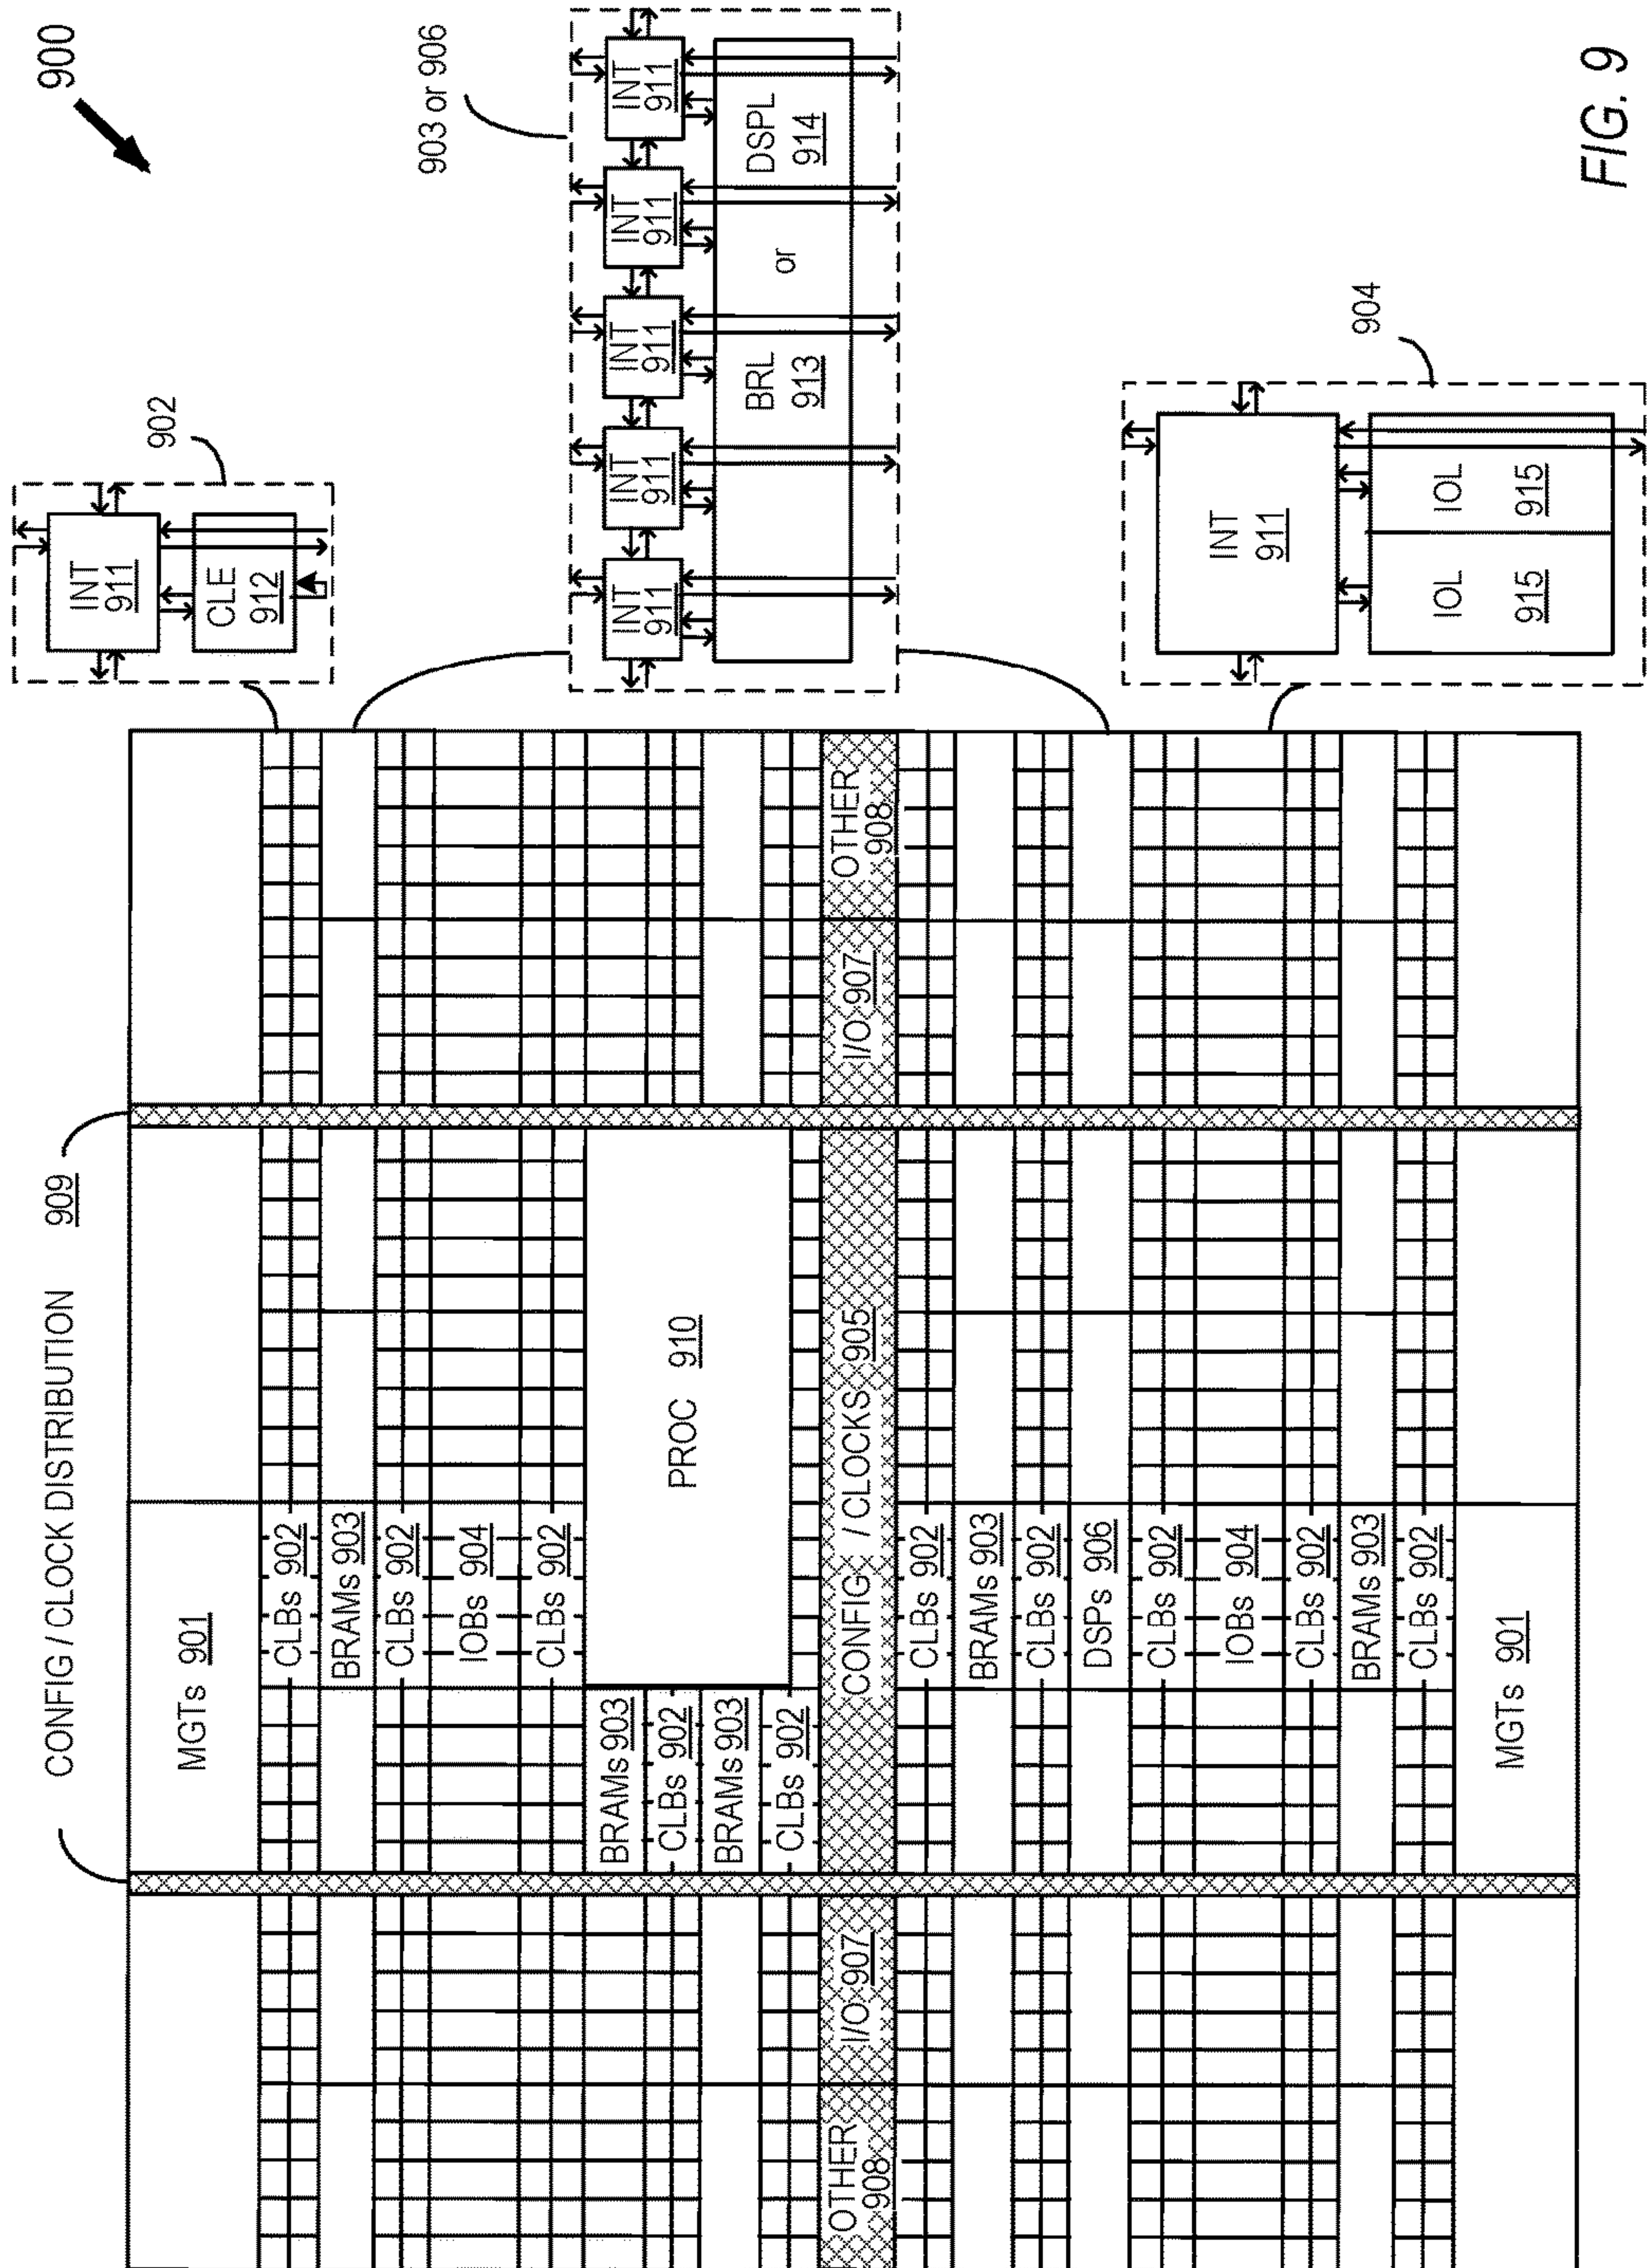 900
CONFIG / CLOCK DISTRIBUTION 909
MGTs 901
CLBs 902
BRAMs 903
CLBs 902
IOBs 904
CLBs 902
BRAMs 903
CLBs 902
BRAMs 903
CLBs 902
PROC 910
OTHER
908
I/O 907
CONFIG / CLOCKS 905
I/O 907
OTHER
908
CLBs 902
BRAMs 903
CLBs 902
DSPs 906
CLBs 902
IOBs 904
CLBs 902
BRAMs 903
CLBs 902
MGTs 901
902
INT
911
CLE
912
903 or 906
INT
911
INT
911
INT
911
INT
911
INT
911
BRL
913
or
DSPL
914
904
INT
911
IOL
915
IOL
915
FIG. 9